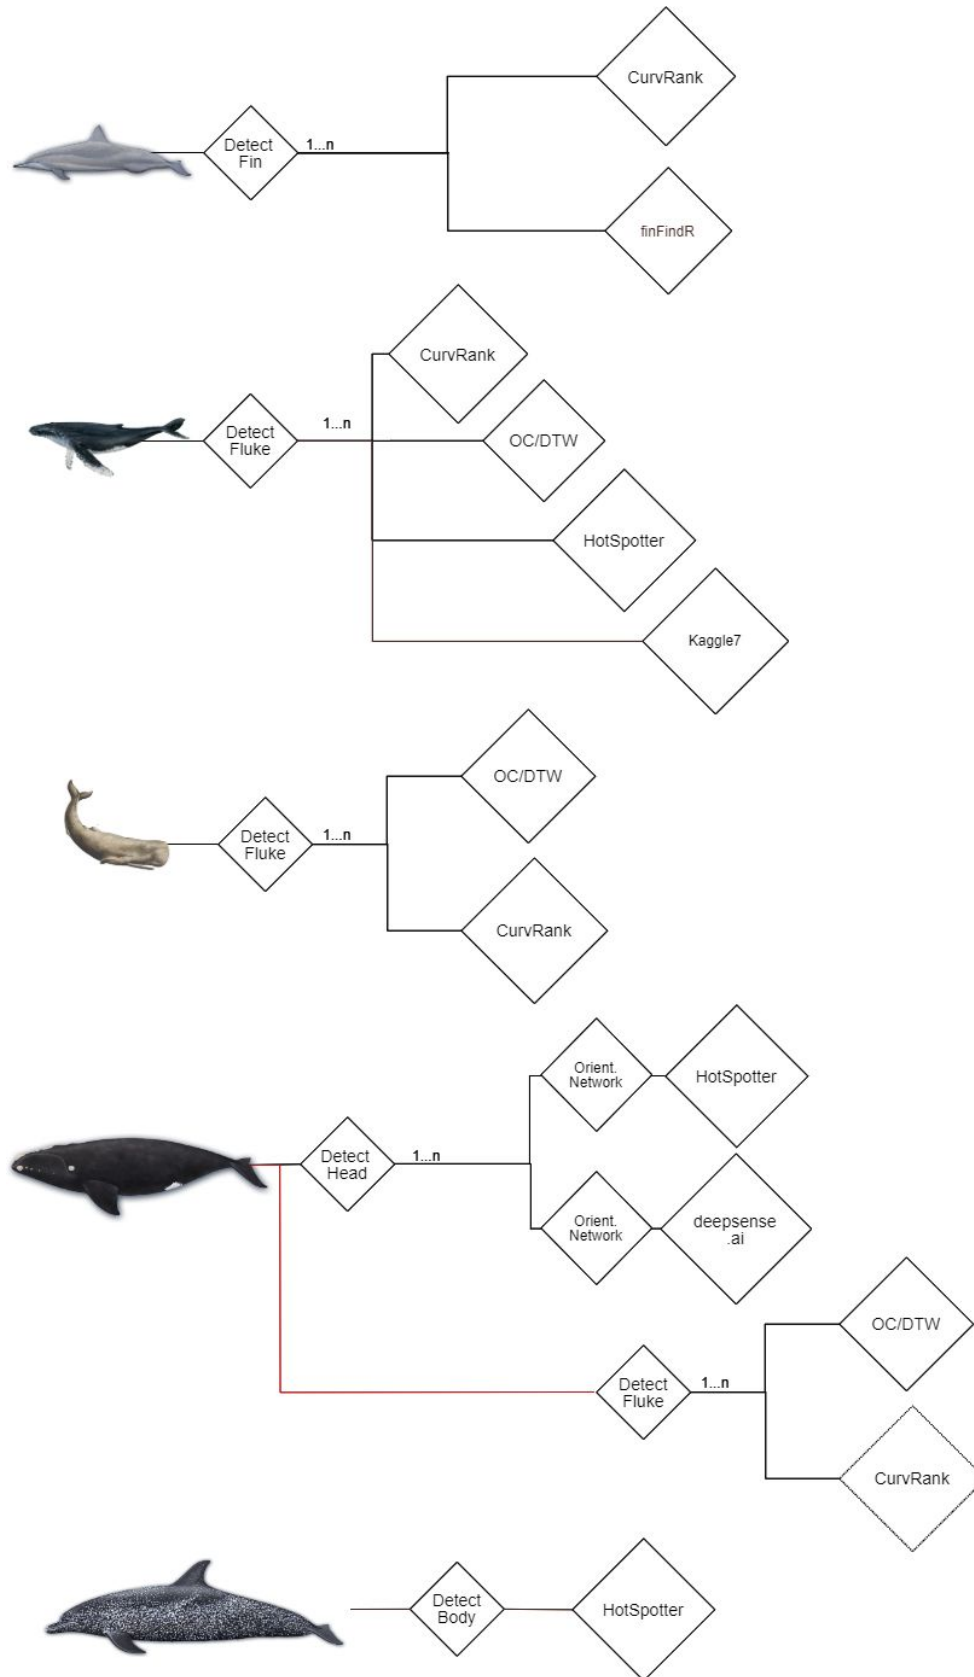 CurvRank
Detect
Fin
1...n
finFindR
CurvRank
Detect
Fluke
1...n
OC/DTW
HotSpotter
Kaggle7
OC/DTW
Detect
Fluke
1...n
CurvRank
Orient.
Network
HotSpotter
Detect
Head
1...n
Orient.
Network
deepsense
.ai
OC/DTW
Detect
Fluke
1...n
CurvRank
Detect
Body
HotSpotter